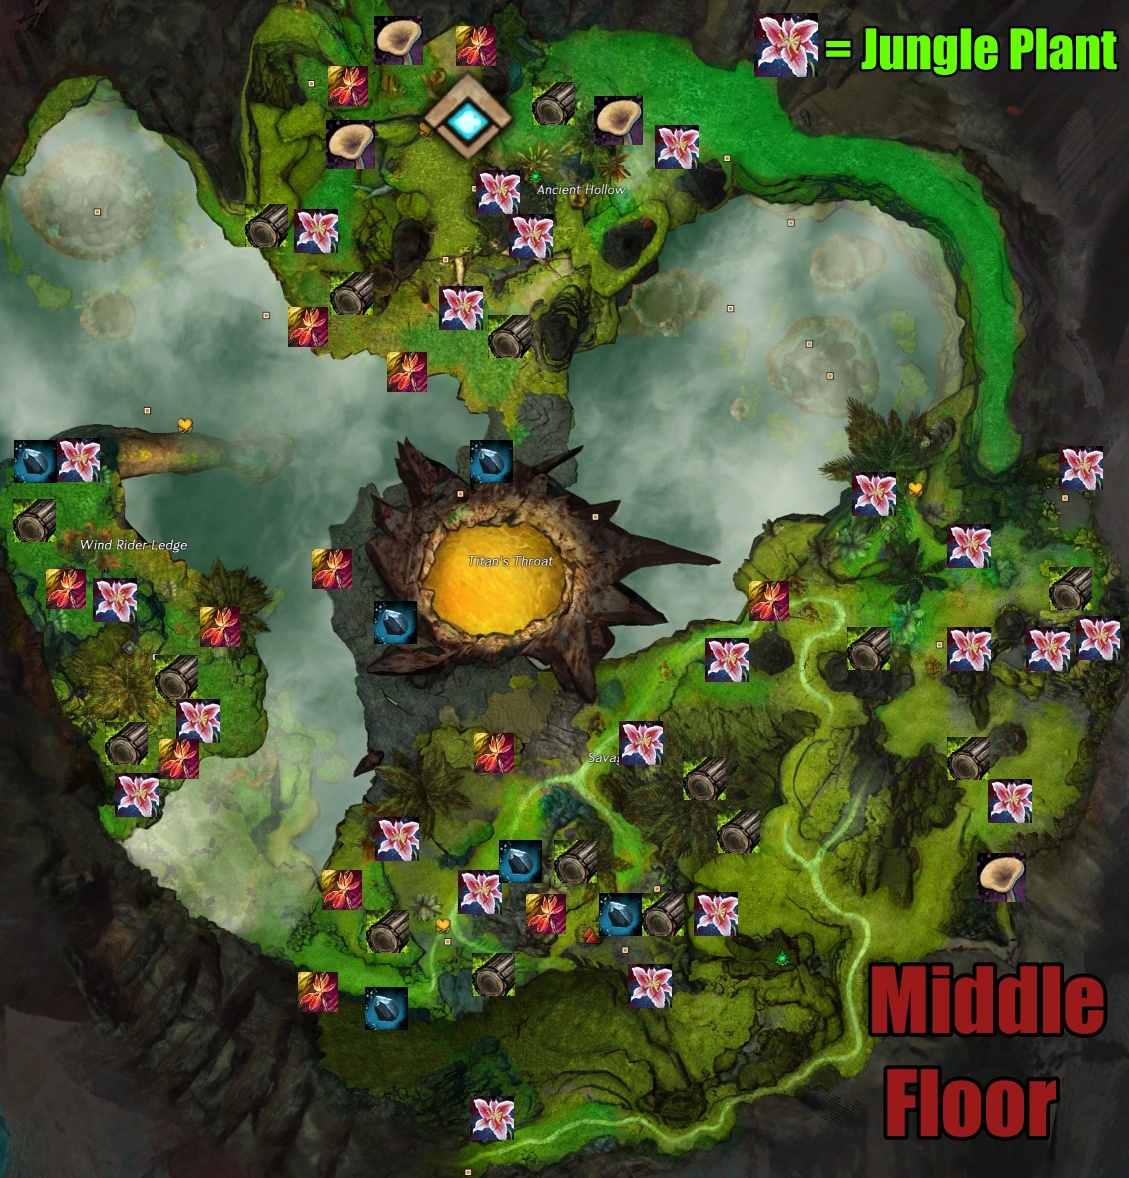 = Jungle Plant
Ancient Hollow
Wind Rider Ledge
Titan's Throat
Middle
Floor